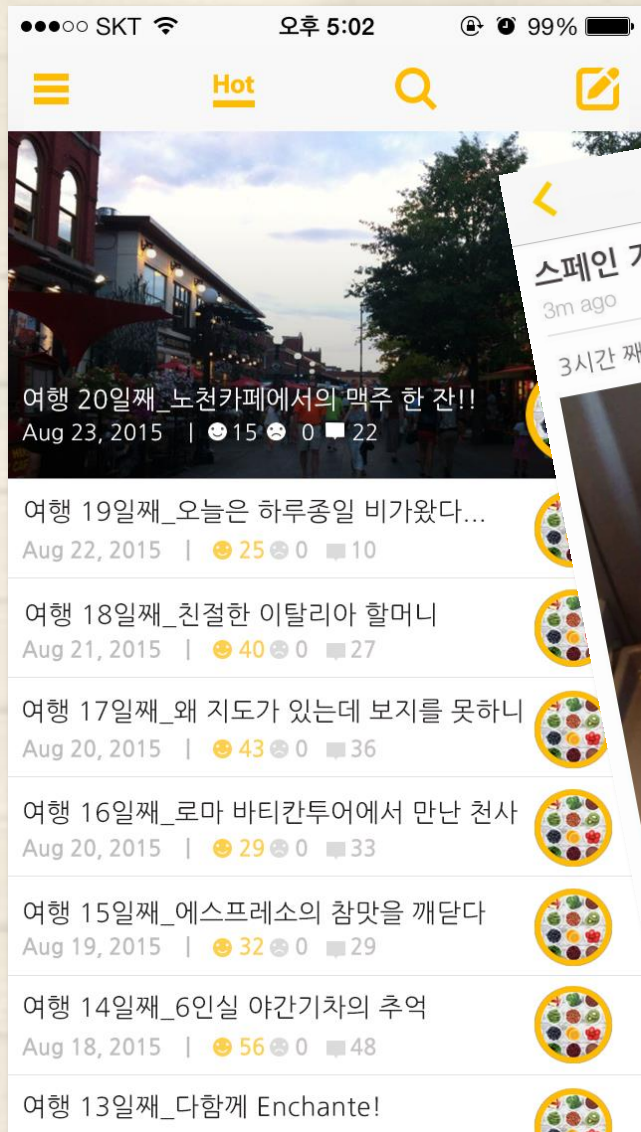 SKT 오후 5:02 99%
Hot
스페인
3m ago
3시간 째
여행 20일째_노천카페에서의 맥주 한 잔!!
Aug 23, 2015 | 15 0 22
여행 19일째_오늘은 하루종일 비가왔다...
Aug 22, 2015 | 25 0 10
여행 18일째_친절한 이탈리아 할머니
Aug 21, 2015 | 40 0 27
여행 17일째_왜 지도가 있는데 보지를 못하니
Aug 20, 2015 | 43 0 36
여행 16일째_로마 바티칸투어에서 만난 천사
Aug 20, 2015 | 29 0 33
여행 15일째_에스프레소의 참맛을 깨닫다
Aug 19, 2015 | 32 0 29
여행 14일째_6인실 야간기차의 추억
Aug 18, 2015 | 56 0 48
여행 13일째_다함께 Enchante!